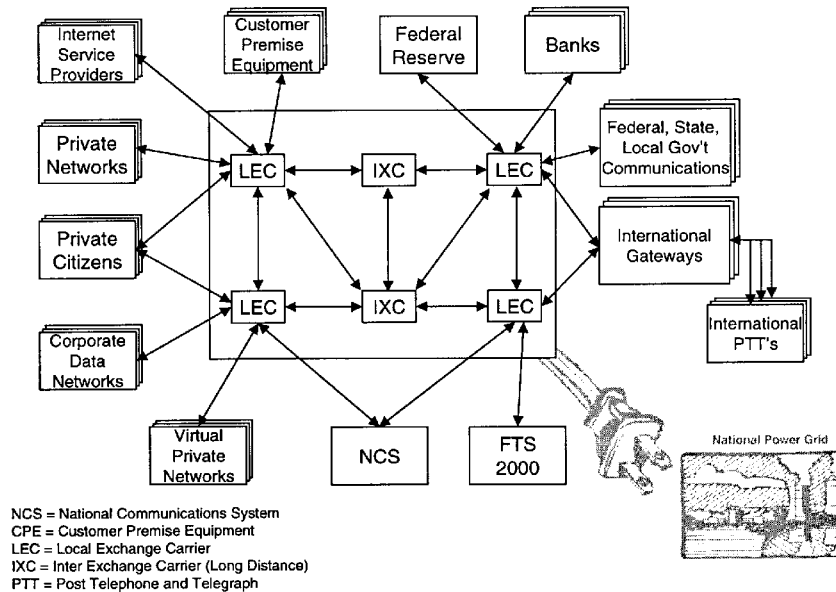 Internet
Service
Providers
Customer
Premise
Equipment
Federal
Reserve
Banks
Private
Networks
Federal, State,
Local Gov't
Communications
LEC
IXC
LEC
Private
Citizens
International
Gateways
LEC
IXC
LEC
Corporate
Data
Networks
International
PTT's
Virtual
Private
Networks
NCS
FTS
2000
National Power Grid
NCS = National Communications System
CPE = Customer Premise Equipment
LEC = Local Exchange Carrier
IXC = Inter Exchange Carrier (Long Distance)
PTT = Post Telephone and Telegraph